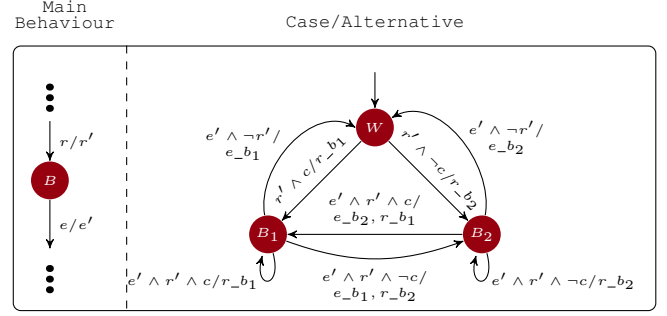 Main
Behaviour
Case/Alternative
r/r′
B
e/e′
W
e′ ∧ ¬r′/
e_b₁
r′ ∧ c/r_b₁
r′ ∧ ¬c/r_b₂
e′ ∧ ¬r′/
e_b₂
e′ ∧ r′ ∧ c/
e_b₂, r_b₁
B₁
B₂
e′ ∧ r′ ∧ c/r_b₁
e′ ∧ r′ ∧ ¬c/
e_b₁, r_b₂
e′ ∧ r′ ∧ ¬c/r_b₂